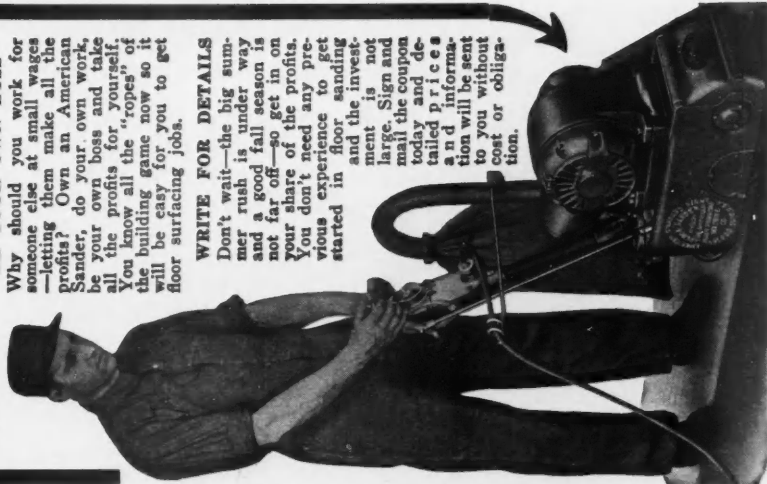 Why should you work for
someone else at small wages
—letting them make all the
profits? Own an American
Sander, do your own work,
be your own boss and take
all the profits for yourself.
You know all the "ropes" of
the building game now so it
will be easy for you to get
floor surfacing jobs.
WRITE FOR DETAILS
Don't wait—the big sum-
mer rush is under way
and a good fall season is
not far off—so get in on
your share of the profits.
You don't need any pre-
vious experience to get
started in floor sanding
and the invest-
ment is not
large. Sign and
mail the coupon
today and de-
tailed prices
and informa-
tion will be sent
to you without
cost or obliga-
tion.